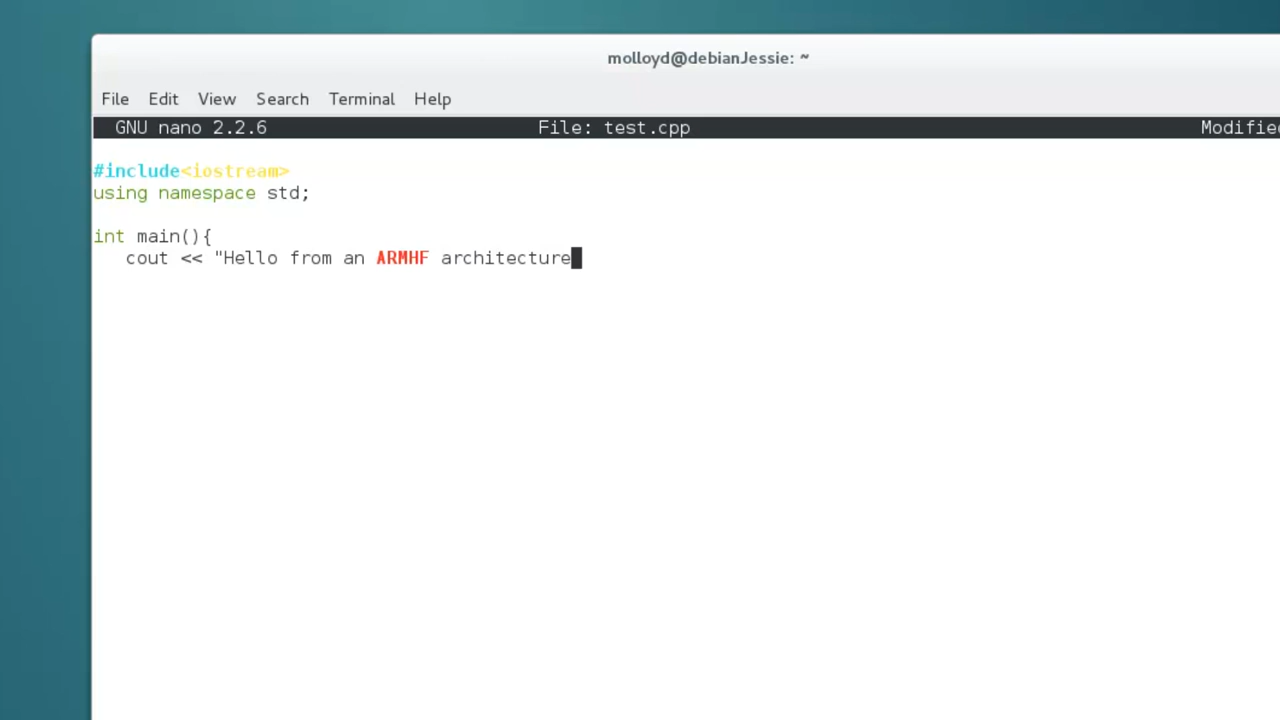 molloyd@debianJessie: ~
File Edit View Search Terminal Help
GNU nano 2.2.6 File: test.cpp Modifie
#include<iostream>
using namespace std;
int main(){
cout << "Hello from an ARMHF architecture